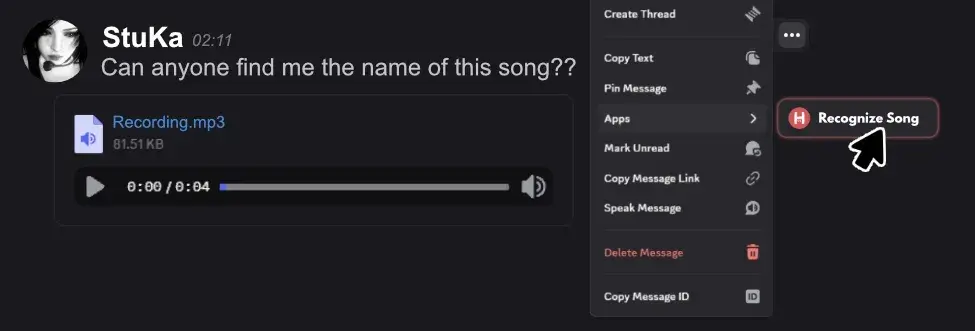 StuKa 02:11
Can anyone find me the name of this song??
Recording.mp3
81.51 KB
0:00 / 0:04
Create Thread
Copy Text
Pin Message
Apps
Mark Unread
Copy Message Link
Speak Message
Delete Message
Copy Message ID
ID
H Recognize Song